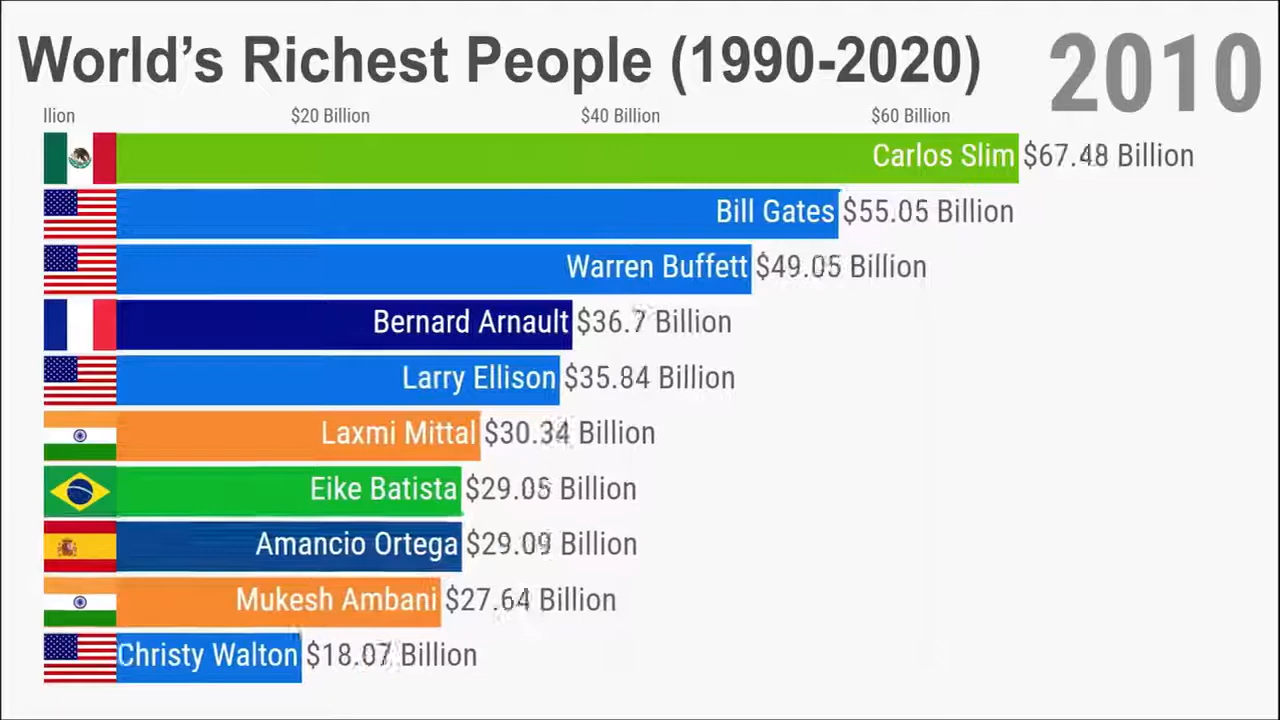 World's Richest People (1990-2020) 2010
llion $20 Billion $40 Billion $60 Billion
Carlos Slim $67.48 Billion
Bill Gates $55.05 Billion
Warren Buffett $49.05 Billion
Bernard Arnault $36.7 Billion
Larry Ellison $35.84 Billion
Laxmi Mittal $30.34 Billion
Eike Batista $29.05 Billion
Amancio Ortega $29.09 Billion
Mukesh Ambani $27.64 Billion
Christy Walton $18.07 Billion